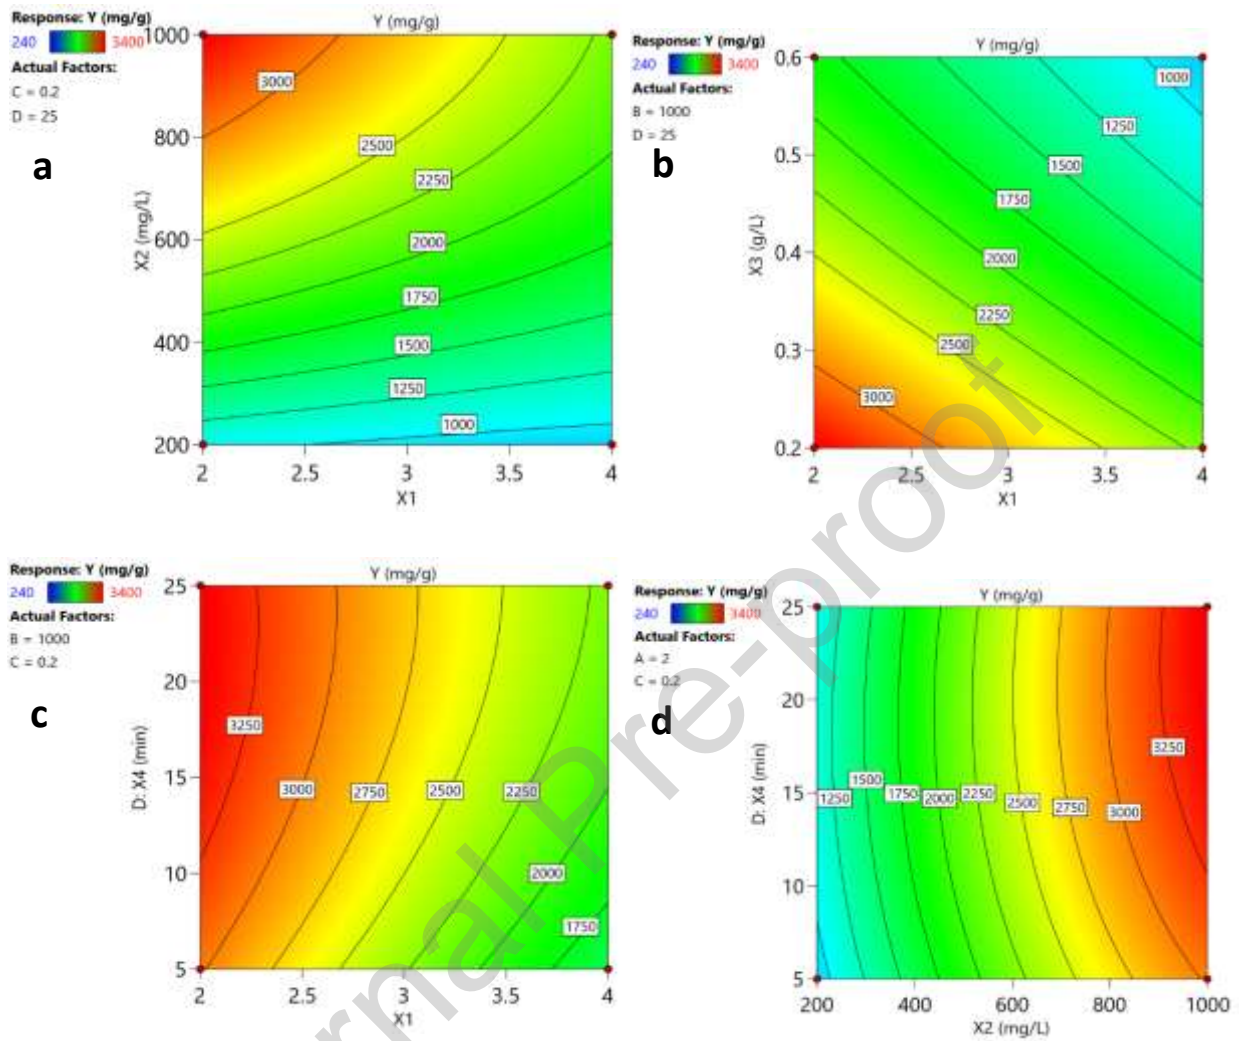 Response: Y (mg/g)
240 3400
Actual Factors:
C = 0.2
D = 25
a
Y (mg/g)
1000
800
600
400
200
X2 (mg/L)
3000
2500
2250
2000
1750
1500
1250
1000
2 2.5 3 3.5 4
X1
Response: Y (mg/g)
240 3400
Actual Factors:
B = 1000
D = 25
b
Y (mg/g)
0.6
0.5
0.4
0.3
0.2
X3 (g/L)
1000
1250
1500
1750
2000
2250
2500
3000
2 2.5 3 3.5 4
X1
Response: Y (mg/g)
240 3400
Actual Factors:
B = 1000
C = 0.2
c
Y (mg/g)
25
20
15
10
5
D: X4 (min)
3250
3000 2750 2500 2250
2000
1750
2 2.5 3 3.5 4
X1
Response: Y (mg/g)
240 3400
Actual Factors:
A = 2
C = 0.2
d
Y (mg/g)
25
20
15
10
5
D: X4 (min)
3250
1250 1500 1750 2000 2250 2500 2750 3000
200 400 600 800 1000
X2 (mg/L)
rnal Pre-proof